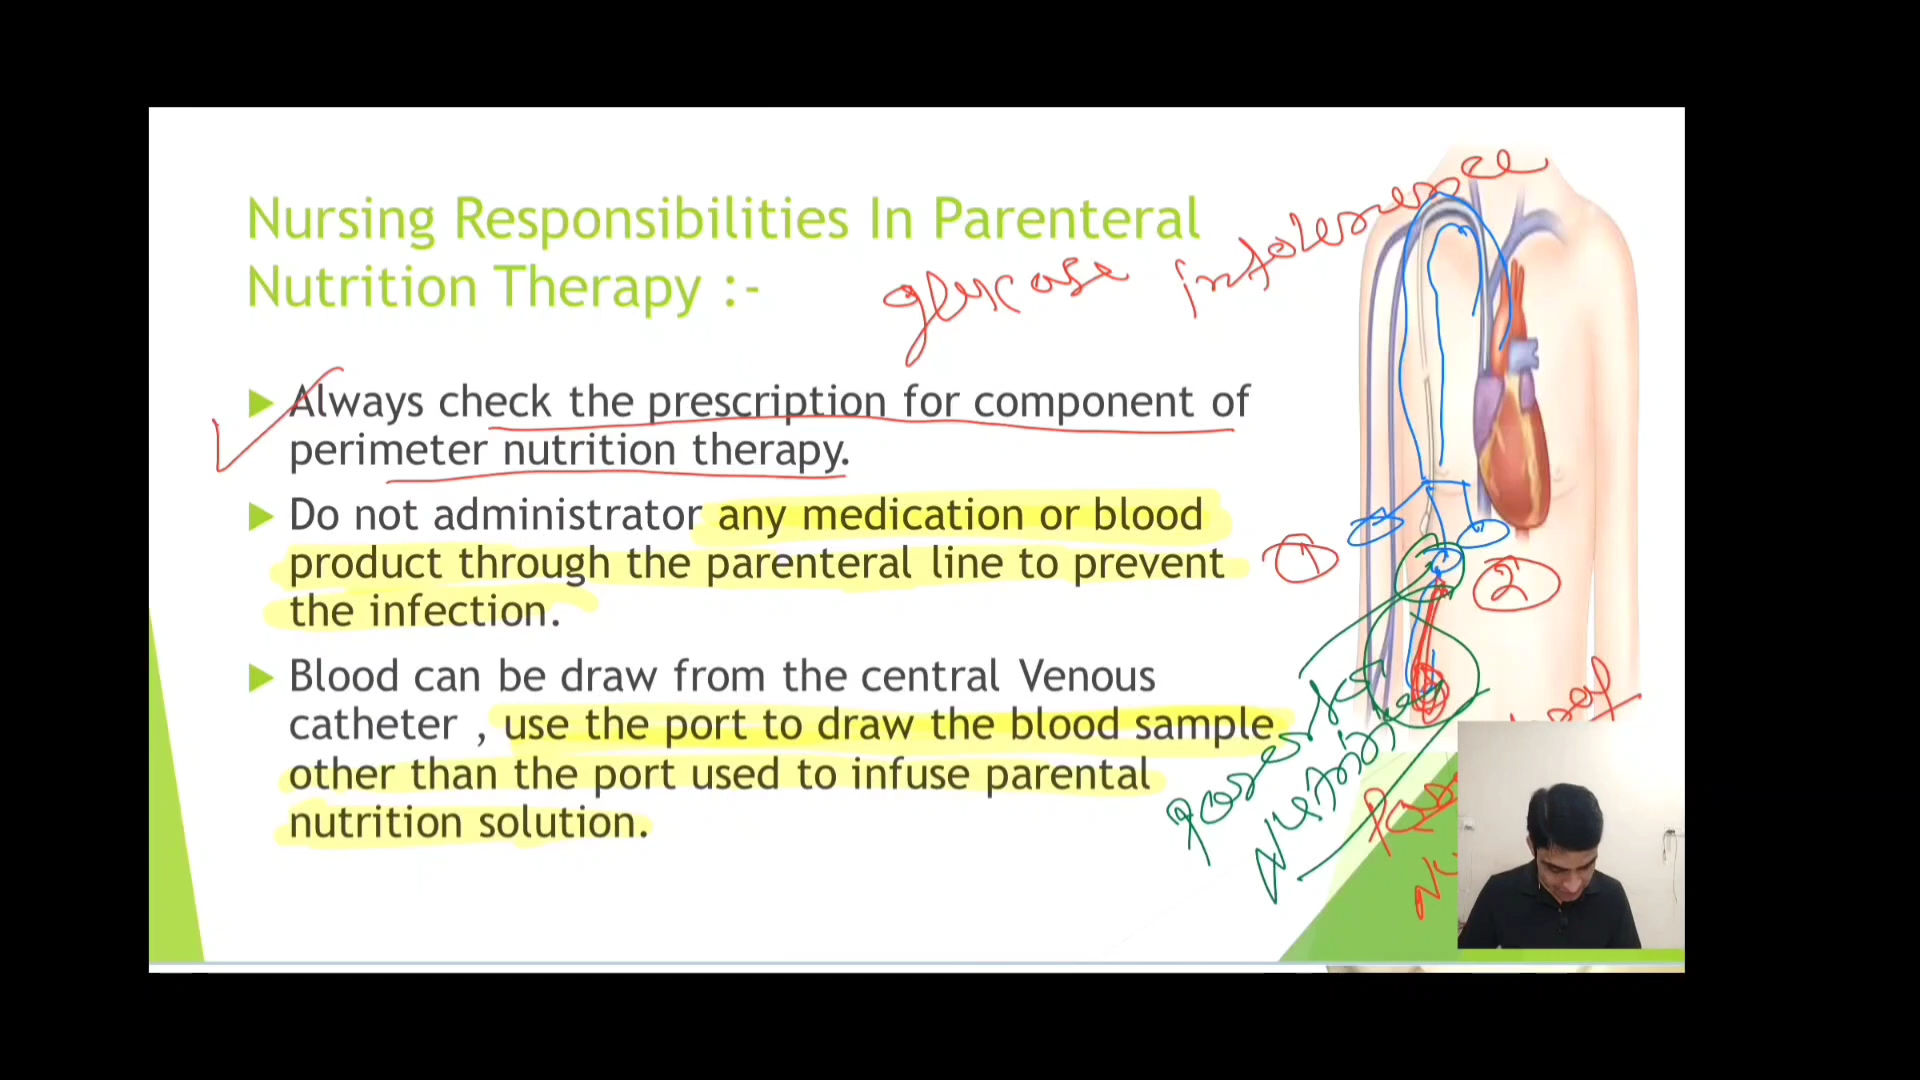 Nursing Responsibilities In Parenteral
Nutrition Therapy :-
glucose intolerance
Always check the prescription for component of
perimeter nutrition therapy.
Do not administrator any medication or blood
product through the parenteral line to prevent
the infection.
1
2
Blood can be draw from the central Venous
catheter , use the port to draw the blood sample
other than the port used to infuse parental
nutrition solution.